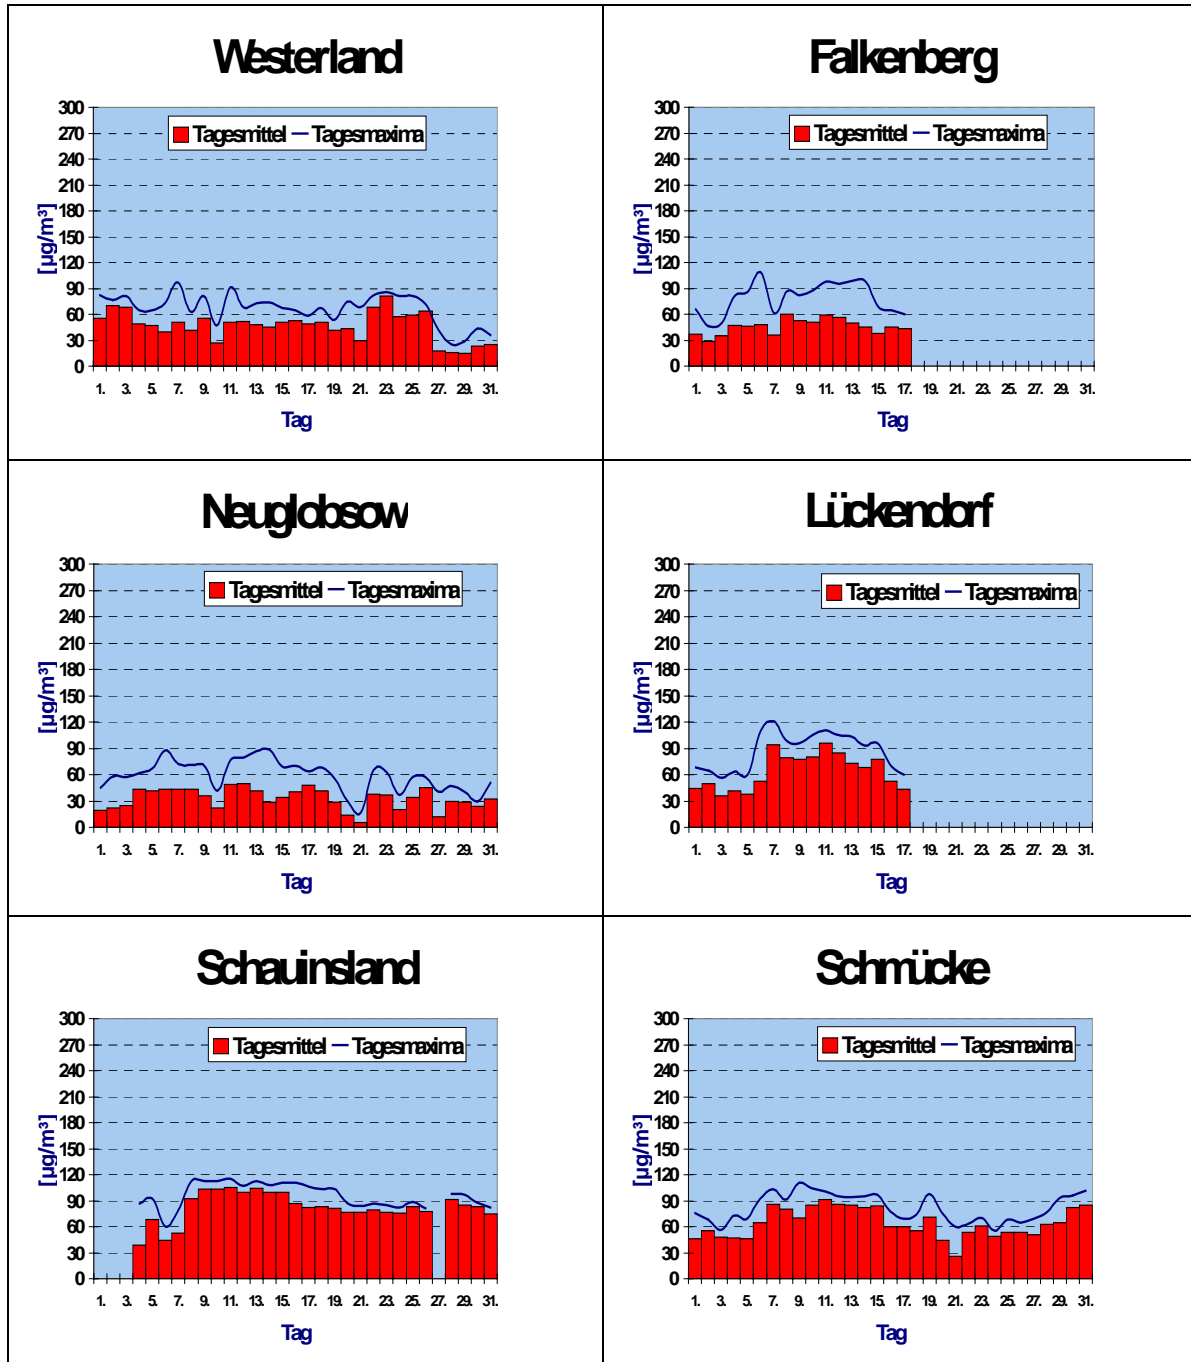 Westerland
300
270
240
210
180
150
120
90
60
30
0
[µg/m³]
Tagesmittel Tagesmaxima
1. 3. 5. 7. 9. 11. 13. 15. 17. 19. 21. 23. 25. 27. 29. 31.
Tag
Falkenberg
300
270
240
210
180
150
120
90
60
30
0
[µg/m³]
Tagesmittel Tagesmaxima
1. 3. 5. 7. 9. 11. 13. 15. 17. 19. 21. 23. 25. 27. 29. 31.
Tag
Neuglobsow
300
270
240
210
180
150
120
90
60
30
0
[µg/m³]
Tagesmittel Tagesmaxima
1. 3. 5. 7. 9. 11. 13. 15. 17. 19. 21. 23. 25. 27. 29. 31.
Tag
Lückendorf
300
270
240
210
180
150
120
90
60
30
0
[µg/m³]
Tagesmittel Tagesmaxima
1. 3. 5. 7. 9. 11. 13. 15. 17. 19. 21. 23. 25. 27. 29. 31.
Tag
Schauinsland
300
270
240
210
180
150
120
90
60
30
0
[µg/m³]
Tagesmittel Tagesmaxima
1. 3. 5. 7. 9. 11. 13. 15. 17. 19. 21. 23. 25. 27. 29. 31.
Tag
Schmücke
300
270
240
210
180
150
120
90
60
30
0
[µg/m³]
Tagesmittel Tagesmaxima
1. 3. 5. 7. 9. 11. 13. 15. 17. 19. 21. 23. 25. 27. 29. 31.
Tag